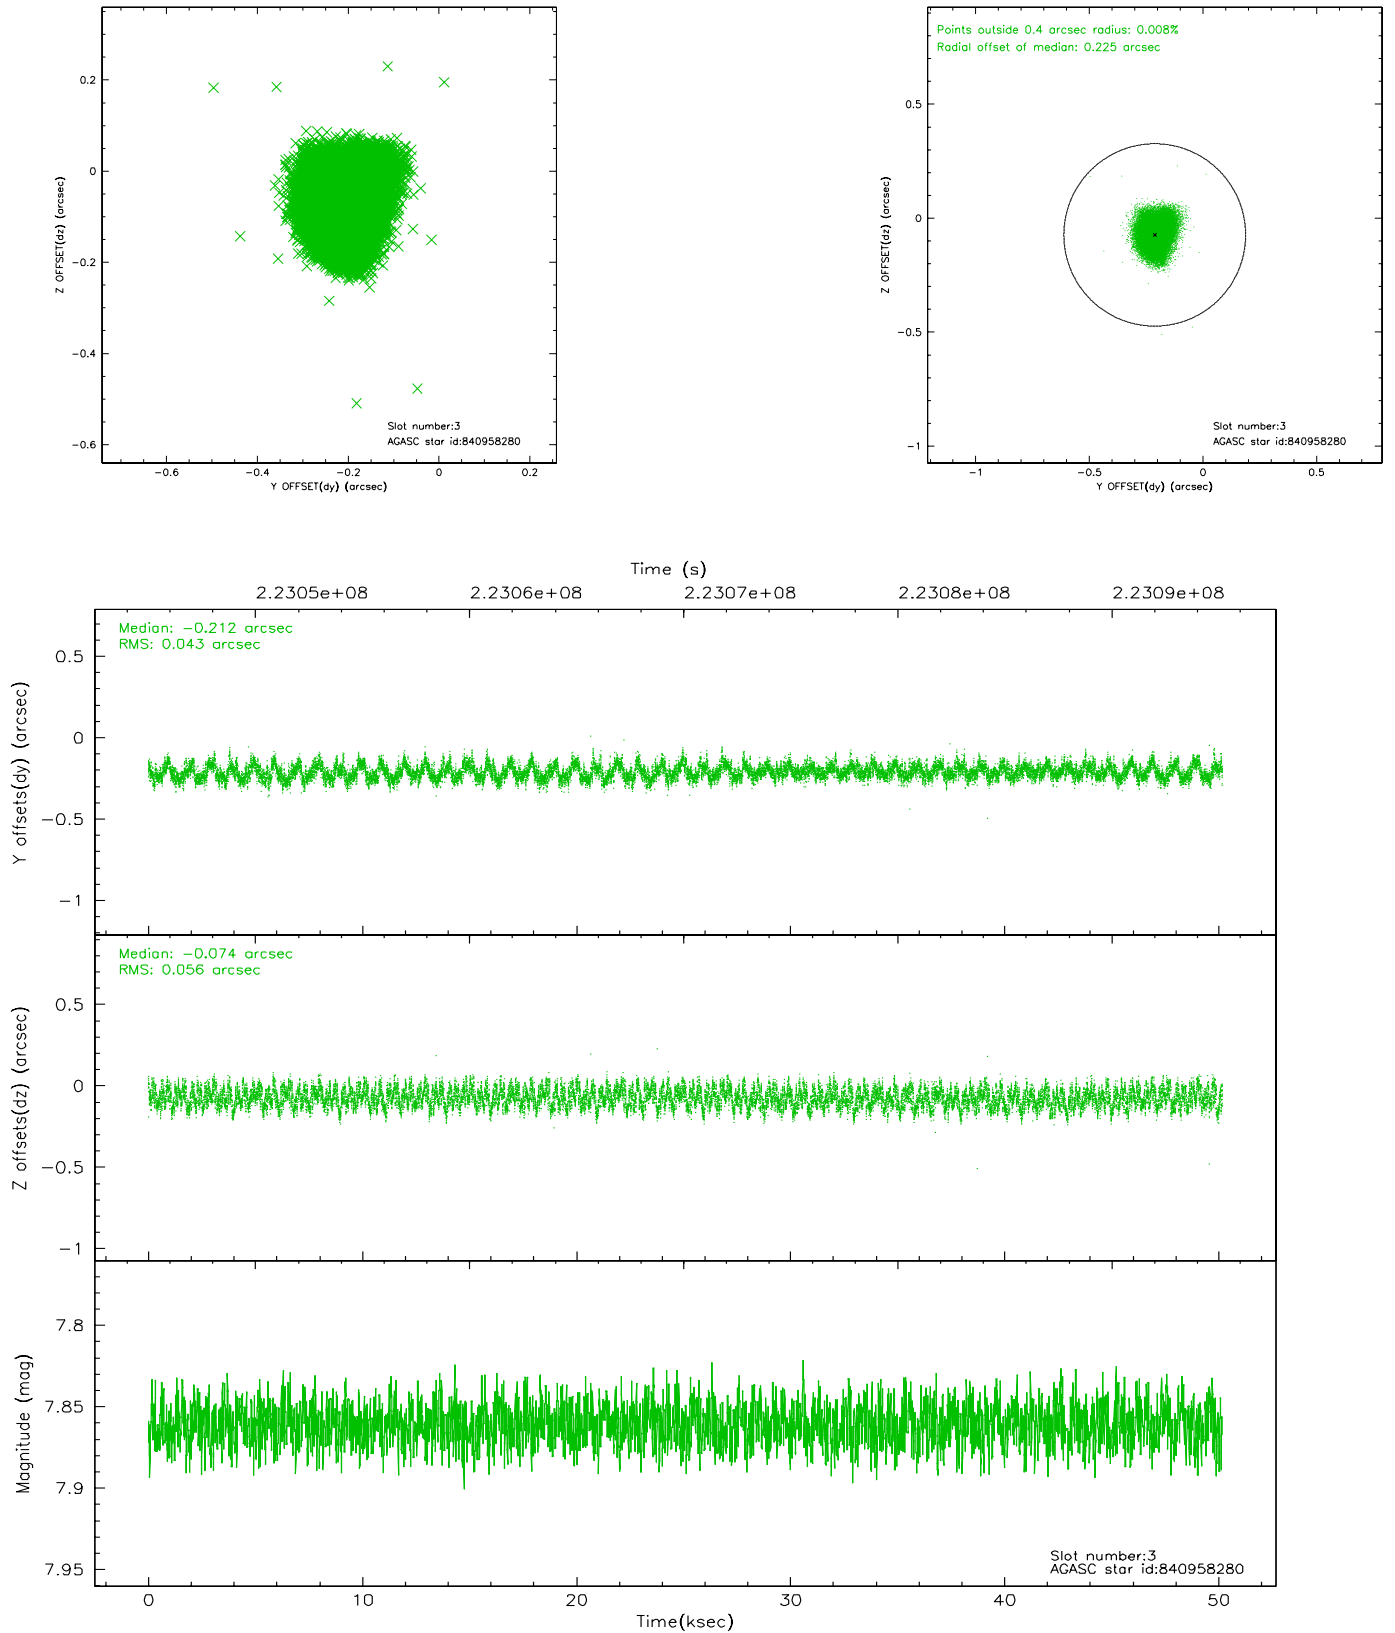 0.2
0
−0.2
−0.4
−0.6
Z OFFSET(dz) (arcsec)
Slot number:3
AGASC star id:840958280
−0.6
−0.4
−0.2
0
0.2
Y OFFSET(dy) (arcsec)
Points outside 0.4 arcsec radius: 0.008%
Radial offset of median: 0.225 arcsec
0.5
0
−0.5
−1
Z OFFSET(dz) (arcsec)
Slot number:3
AGASC star id:840958280
−1
−0.5
0
0.5
Y OFFSET(dy) (arcsec)
Time (s)
2.2305e+08
2.2306e+08
2.2307e+08
2.2308e+08
2.2309e+08
Median: −0.212 arcsec
RMS: 0.043 arcsec
0.5
0
−0.5
−1
Y offsets(dy) (arcsec)
Median: −0.074 arcsec
RMS: 0.056 arcsec
0.5
0
−0.5
−1
Z offsets(dz) (arcsec)
7.8
7.85
7.9
7.95
Magnitude (mag)
Slot number:3
AGASC star id:840958280
0
10
20
30
40
50
Time(ksec)